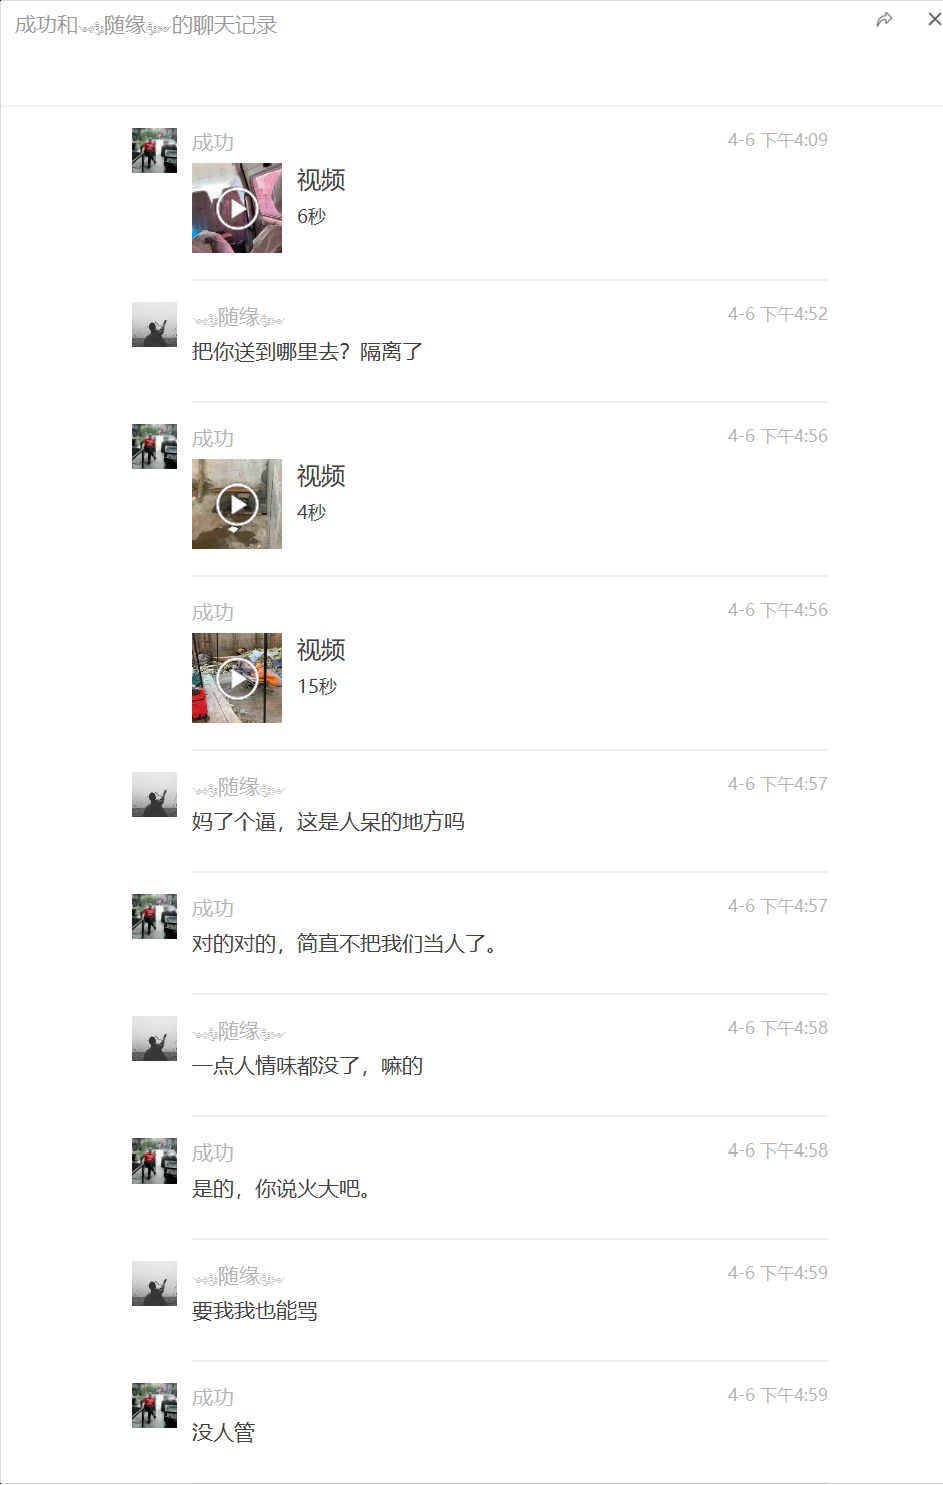 成功和༺随缘༻的聊天记录
成功
4-6 下午4:09
视频
6秒
༺随缘༻
4-6 下午4:52
把你送到哪里去？隔离了
成功
4-6 下午4:56
视频
4秒
成功
4-6 下午4:56
视频
15秒
༺随缘༻
4-6 下午4:57
妈了个逼，这是人呆的地方吗
成功
4-6 下午4:57
对的对的，简直不把我们当人了。
༺随缘༻
4-6 下午4:58
一点人情味都没了，嘛的
成功
4-6 下午4:58
是的，你说火大吧。
༺随缘༻
4-6 下午4:59
要我我也能骂
成功
4-6 下午4:59
没人管